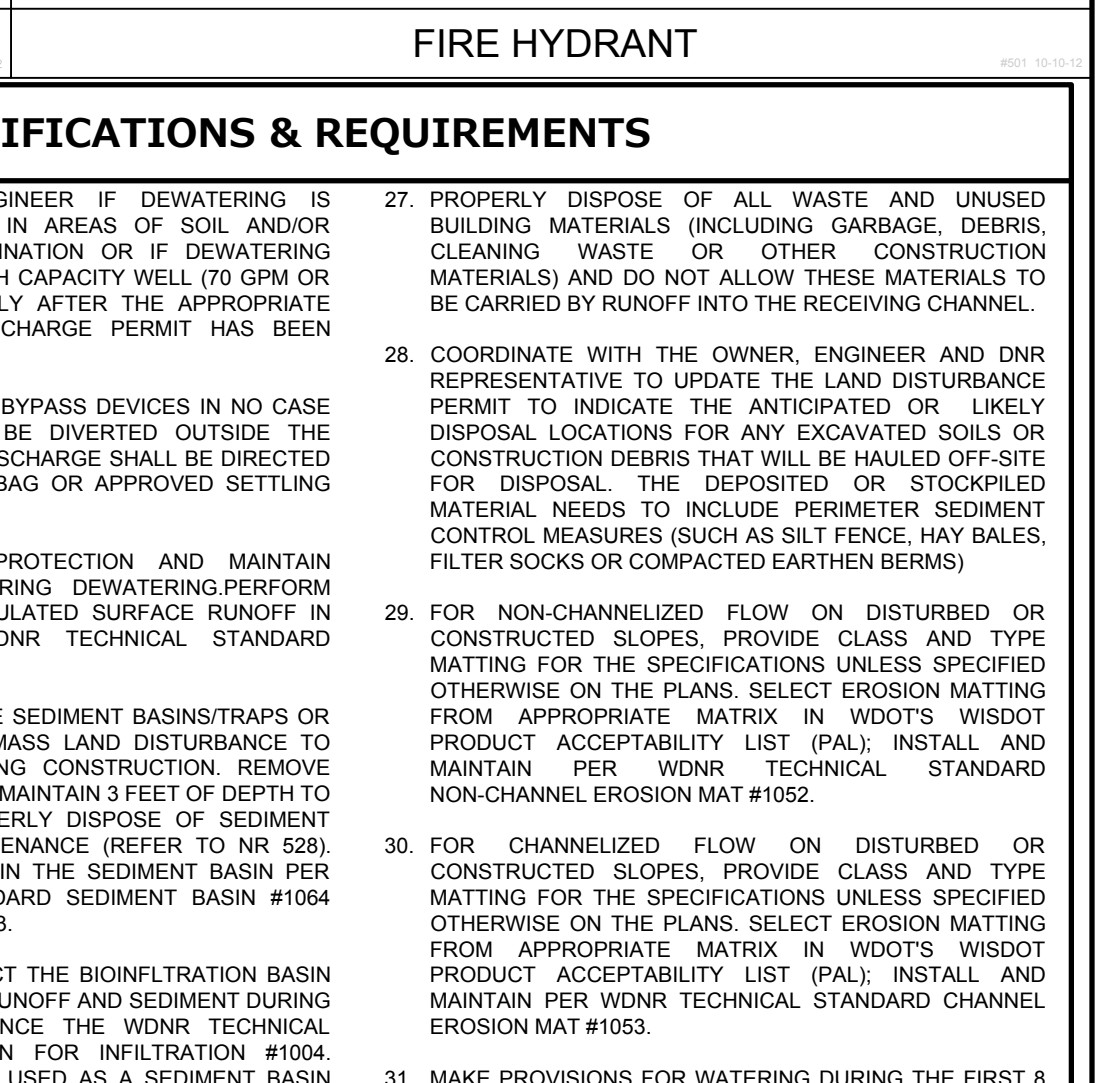 FIRE HYDRANT
#501 10-10-12
IFICATIONS & REQUIREMENTS
IF DEWATERING IS
IN AREAS OF SOIL AND/OR
OR IF DEWATERING
CAPACITY WELL (70 GPM OR
AFTER THE APPROPRIATE
PERMIT HAS BEEN
BYPASS DEVICES IN NO CASE
BE DIVERTED OUTSIDE THE
SHALL BE DIRECTED
BAG OR APPROVED SETTLING
PROTECTION AND MAINTAIN
DEWATERING.PERFORM
SURFACE RUNOFF IN
TECHNICAL STANDARD
SEDIMENT BASINS/TRAPS OR
MASS LAND DISTURBANCE TO
CONSTRUCTION. REMOVE
MAINTAIN 3 FEET OF DEPTH TO
DISPOSE OF SEDIMENT
(REFER TO NR 528).
IN THE SEDIMENT BASIN PER
SEDIMENT BASIN #1064
3.
THE BIOINFLTRATION BASIN
RUNOFF AND SEDIMENT DURING
THE WDNR TECHNICAL
FOR INFILTRATION #1004.
USED AS A SEDIMENT BASIN
27. PROPERLY DISPOSE OF ALL WASTE AND UNUSED
BUILDING MATERIALS (INCLUDING GARBAGE, DEBRIS,
CLEANING WASTE OR OTHER CONSTRUCTION
MATERIALS) AND DO NOT ALLOW THESE MATERIALS TO
BE CARRIED BY RUNOFF INTO THE RECEIVING CHANNEL.
28. COORDINATE WITH THE OWNER, ENGINEER AND DNR
REPRESENTATIVE TO UPDATE THE LAND DISTURBANCE
PERMIT TO INDICATE THE ANTICIPATED OR LIKELY
DISPOSAL LOCATIONS FOR ANY EXCAVATED SOILS OR
CONSTRUCTION DEBRIS THAT WILL BE HAULED OFF-SITE
FOR DISPOSAL. THE DEPOSITED OR STOCKPILED
MATERIAL NEEDS TO INCLUDE PERIMETER SEDIMENT
CONTROL MEASURES (SUCH AS SILT FENCE, HAY BALES,
FILTER SOCKS OR COMPACTED EARTHEN BERMS)
29. FOR NON-CHANNELIZED FLOW ON DISTURBED OR
CONSTRUCTED SLOPES, PROVIDE CLASS AND TYPE
MATTING FOR THE SPECIFICATIONS UNLESS SPECIFIED
OTHERWISE ON THE PLANS. SELECT EROSION MATTING
FROM APPROPRIATE MATRIX IN WDOT'S WISDOT
PRODUCT ACCEPTABILITY LIST (PAL); INSTALL AND
MAINTAIN PER WDNR TECHNICAL STANDARD
NON-CHANNEL EROSION MAT #1052.
30. FOR CHANNELIZED FLOW ON DISTURBED OR
CONSTRUCTED SLOPES, PROVIDE CLASS AND TYPE
MATTING FOR THE SPECIFICATIONS UNLESS SPECIFIED
OTHERWISE ON THE PLANS. SELECT EROSION MATTING
FROM APPROPRIATE MATRIX IN WDOT'S WISDOT
PRODUCT ACCEPTABILITY LIST (PAL); INSTALL AND
MAINTAIN PER WDNR TECHNICAL STANDARD CHANNEL
EROSION MAT #1053.
31. MAKE PROVISIONS FOR WATERING DURING THE FIRST 8